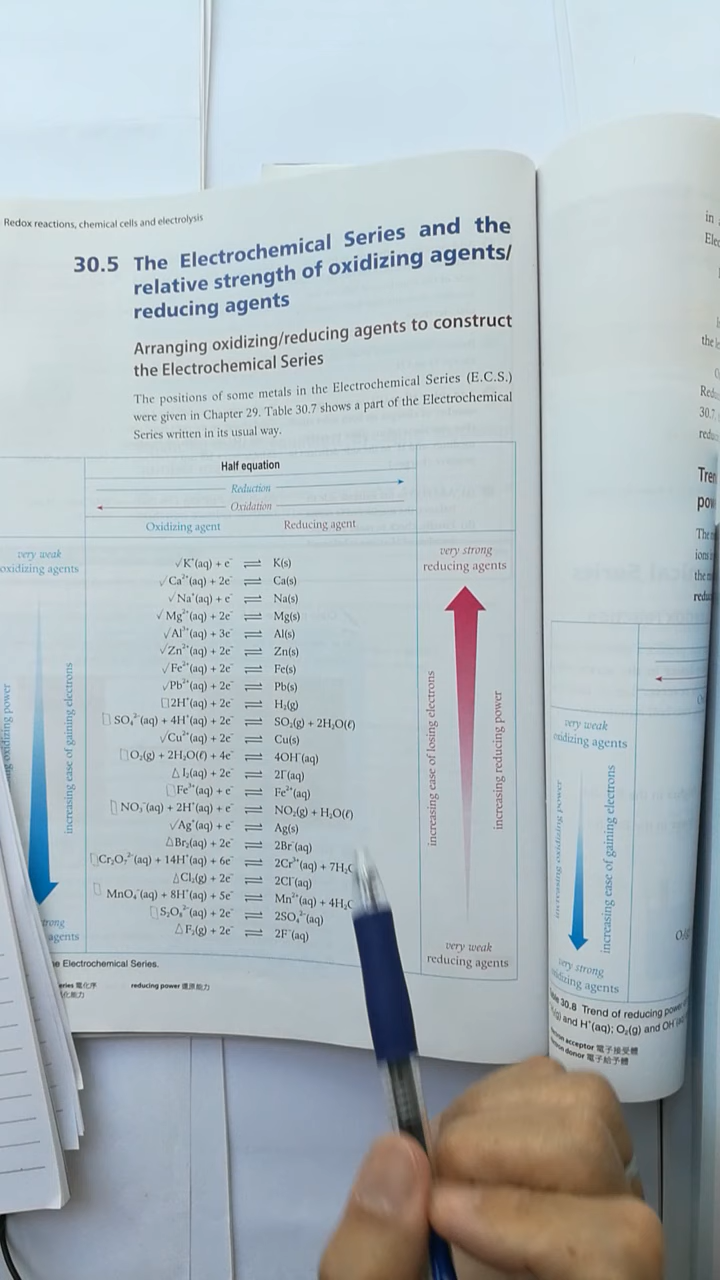 Redox reactions, chemical cells and electrolysis
30.5 The Electrochemical Series and the
relative strength of oxidizing agents/
reducing agents
Arranging oxidizing/reducing agents to construct
the Electrochemical Series
The positions of some metals in the Electrochemical Series (E.C.S.)
were given in Chapter 29. Table 30.7 shows a part of the Electrochemical
Series written in its usual way.
Half equation
Reduction
Oxidation
Oxidizing agent Reducing agent
very weak
oxidizing agents
very strong
reducing agents
✓K⁺(aq) + e⁻ ⇌ K(s)
✓Ca²⁺(aq) + 2e⁻ ⇌ Ca(s)
✓Na⁺(aq) + e⁻ ⇌ Na(s)
✓Mg²⁺(aq) + 2e⁻ ⇌ Mg(s)
✓Al³⁺(aq) + 3e⁻ ⇌ Al(s)
✓Zn²⁺(aq) + 2e⁻ ⇌ Zn(s)
✓Fe²⁺(aq) + 2e⁻ ⇌ Fe(s)
✓Pb²⁺(aq) + 2e⁻ ⇌ Pb(s)
□2H⁺(aq) + 2e⁻ ⇌ H₂(g)
□SO₄²⁻(aq) + 4H⁺(aq) + 2e⁻ ⇌ SO₂(g) + 2H₂O(ℓ)
✓Cu²⁺(aq) + 2e⁻ ⇌ Cu(s)
□O₂(g) + 2H₂O(ℓ) + 4e⁻ ⇌ 4OH⁻(aq)
△I₂(aq) + 2e⁻ ⇌ 2I⁻(aq)
□Fe³⁺(aq) + e⁻ ⇌ Fe²⁺(aq)
□NO₃⁻(aq) + 2H⁺(aq) + e⁻ ⇌ NO₂(g) + H₂O(ℓ)
✓Ag⁺(aq) + e⁻ ⇌ Ag(s)
△Br₂(aq) + 2e⁻ ⇌ 2Br⁻(aq)
□Cr₂O₇²⁻(aq) + 14H⁺(aq) + 6e⁻ ⇌ 2Cr³⁺(aq) + 7H₂O
△Cl₂(g) + 2e⁻ ⇌ 2Cl⁻(aq)
□MnO₄⁻(aq) + 8H⁺(aq) + 5e⁻ ⇌ Mn²⁺(aq) + 4H₂O
□S₂O₈²⁻(aq) + 2e⁻ ⇌ 2SO₄²⁻(aq)
△F₂(g) + 2e⁻ ⇌ 2F⁻(aq)
oxidizing power
increasing ease of gaining electrons
increasing ease of losing electrons
increasing reducing power
agents
very weak
reducing agents
Electrochemical Series.
電化序
reducing power 還原能力
化能力
in
the
30.7
very weak
oxidizing agents
increasing oxidizing power
increasing ease of gaining electrons
very strong
oxidizing agents
30.8 Trend of reducing power
and H⁺(aq); O₂(g) and OH⁻
acceptor 電子接受體
donor 電子給予體